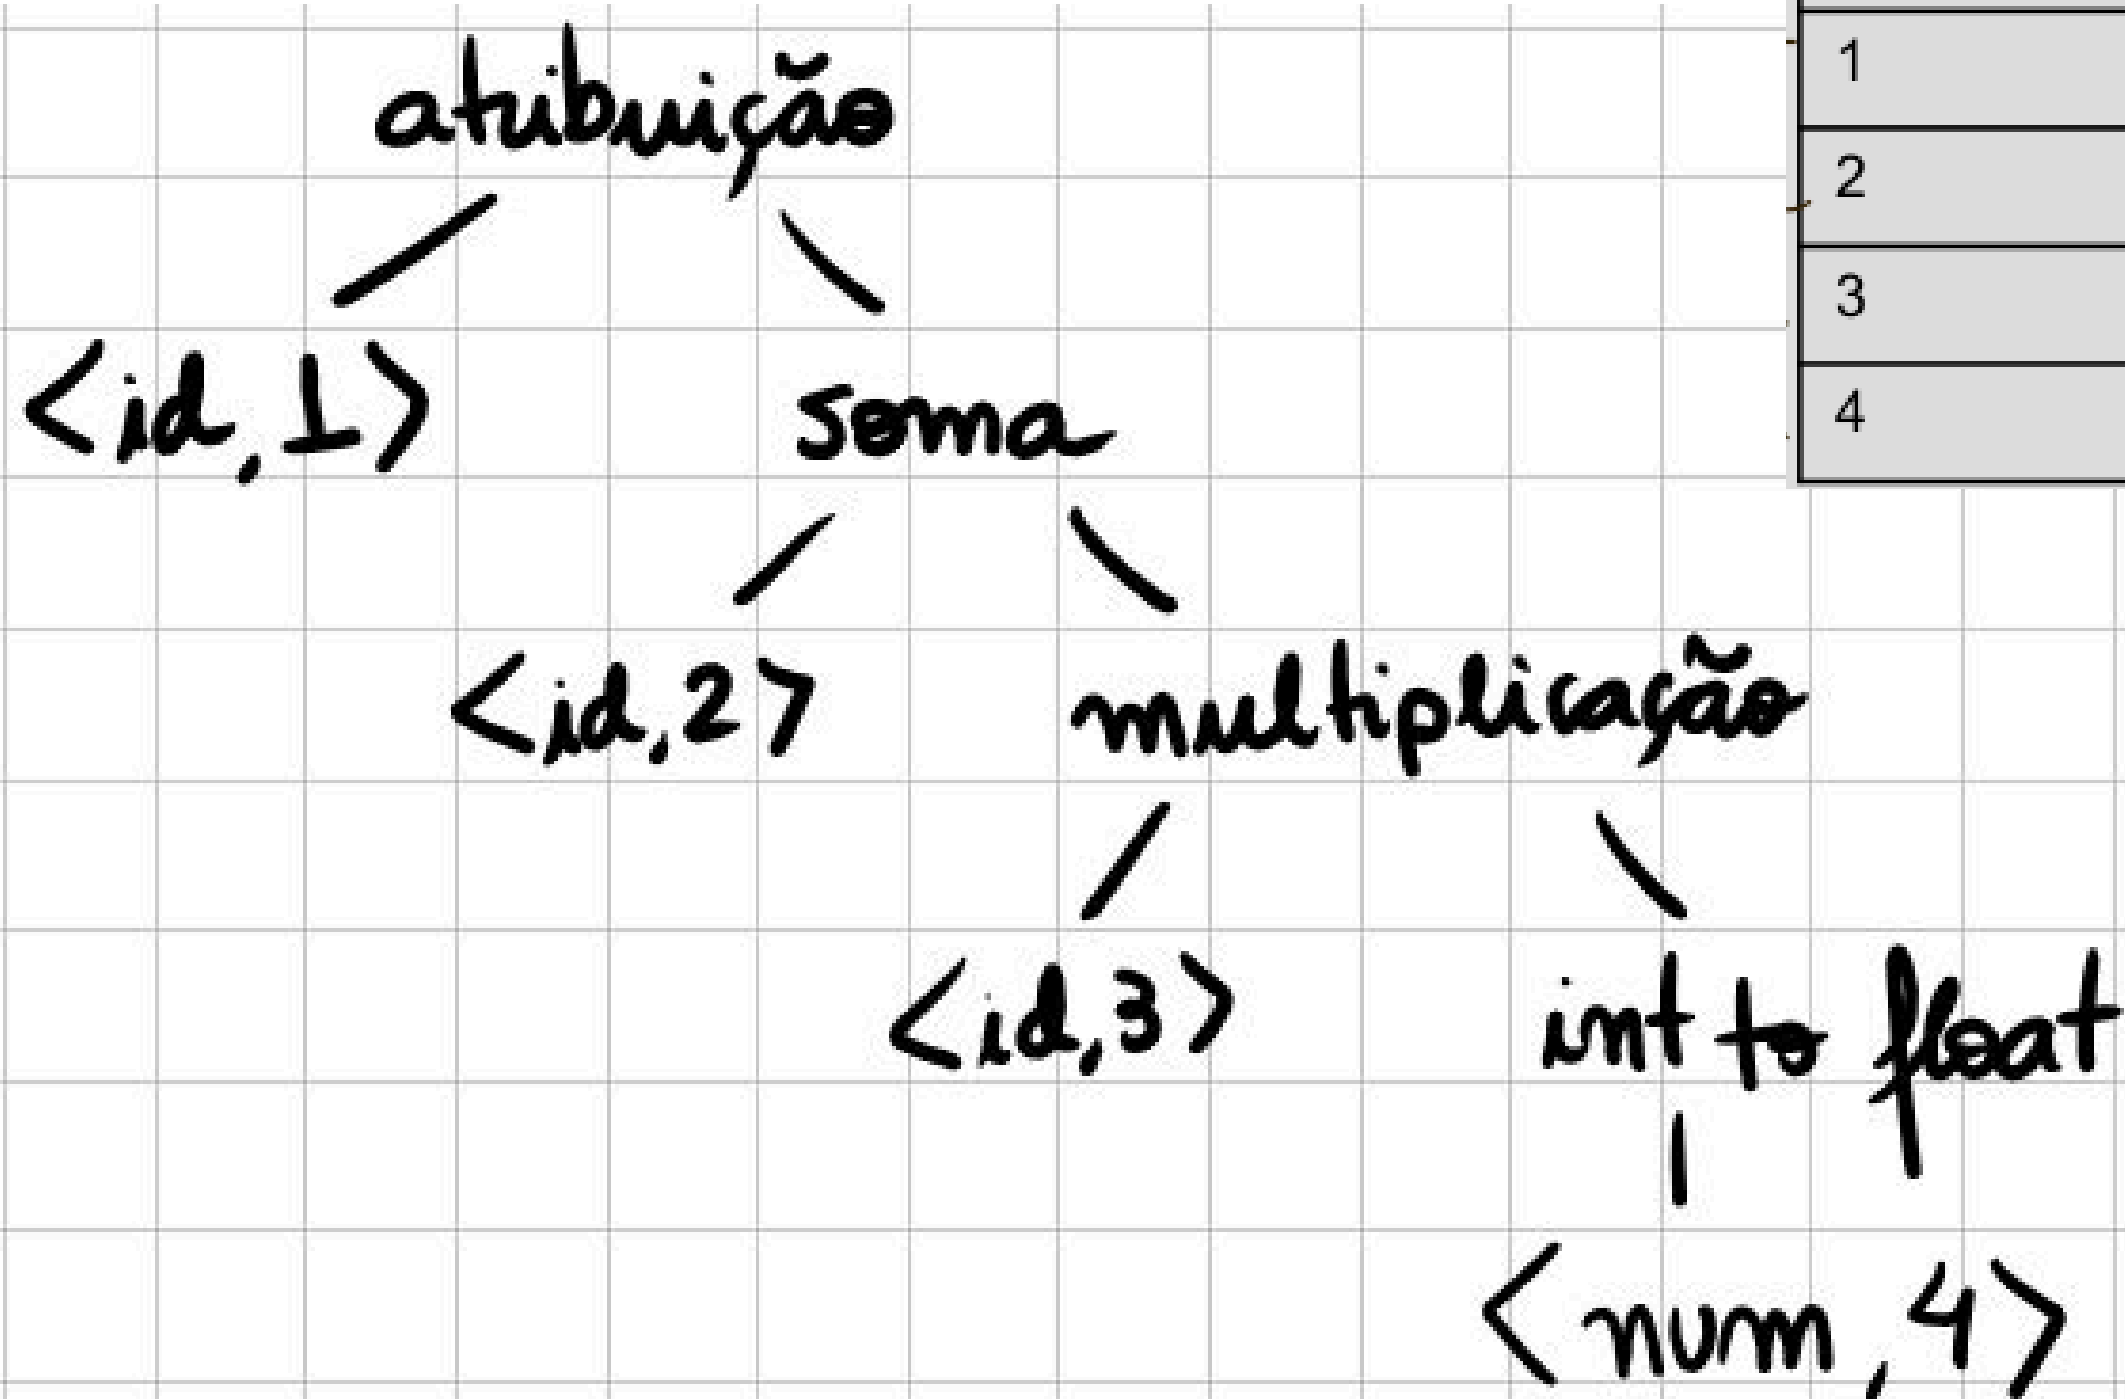 atribuição
<id,1>
soma
<id,2>
multiplicação
<id,3>
int to float
<num,4>
1
2
3
4